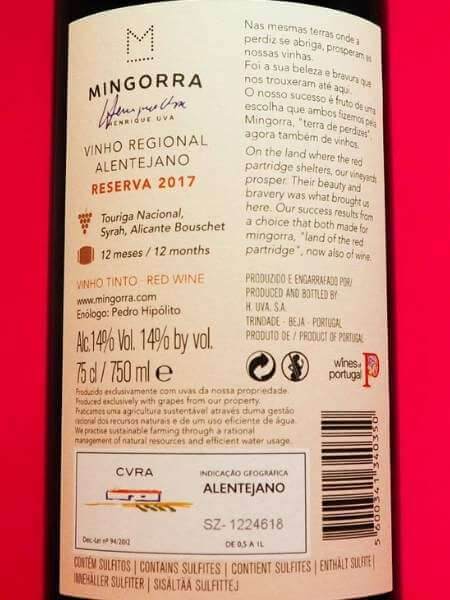 M
MINGORRA
HENRIQUE UVA
VINHO REGIONAL
ALENTEJANO
RESERVA 2017
Touriga Nacional,
Syrah, Alicante Bouschet
12 meses / 12 months
VINHO TINTO - RED WINE
www.mingorra.com
Enólogo: Pedro Hipólito
Alc.14% Vol. 14% by vol.
75 cl / 750 ml e
Nas mesmas terras onde a
perdiz se abriga, prosperam as
nossas vinhas.
Foi a sua beleza e bravura que
nos trouxeram até aqui.
O nosso sucesso é fruto de uma
escolha que ambos fizemos pela
Mingorra, "terra de perdizes",
agora também de vinhos.
On the land where the red
partridge shelters, our vineyards
prosper. Their beauty and
bravery was what brought us
here. Our success results from
a choice that both made for
mingorra, "land of the red
partridge", now also of wine.
PRODUZIDO E ENGARRAFADO POR/
PRODUCED AND BOTTLED BY
H. UVA. S.A.
TRINDADE - BEJA - PORTUGAL
PRODUTO DE / PRODUCT OF PORTUGAL
wines of
portugal
Produzido exclusivamente com uvas da nossa propriedade.
Produced exclusively with grapes from our property.
Praticamos uma agricultura sustentável através duma gestão
racional dos recursos naturais e de um uso eficiente de água.
We practise sustainable farming through a rational
management of natural resources and efficient water usage.
CVRA
Dec.-Lei nº 94/2012
INDICAÇÃO GEOGRÁFICA
ALENTEJANO
SZ- 1224618
DE 0,5 A 1L
5 600341 340350
CONTÉM SULFITOS | CONTAINS SULFITES | CONTIENT SULFITES | ENTHÄLT SULFITE |
INNEHÅLLER SULFITER | SISÄLTÄÄ SULFITTEJ